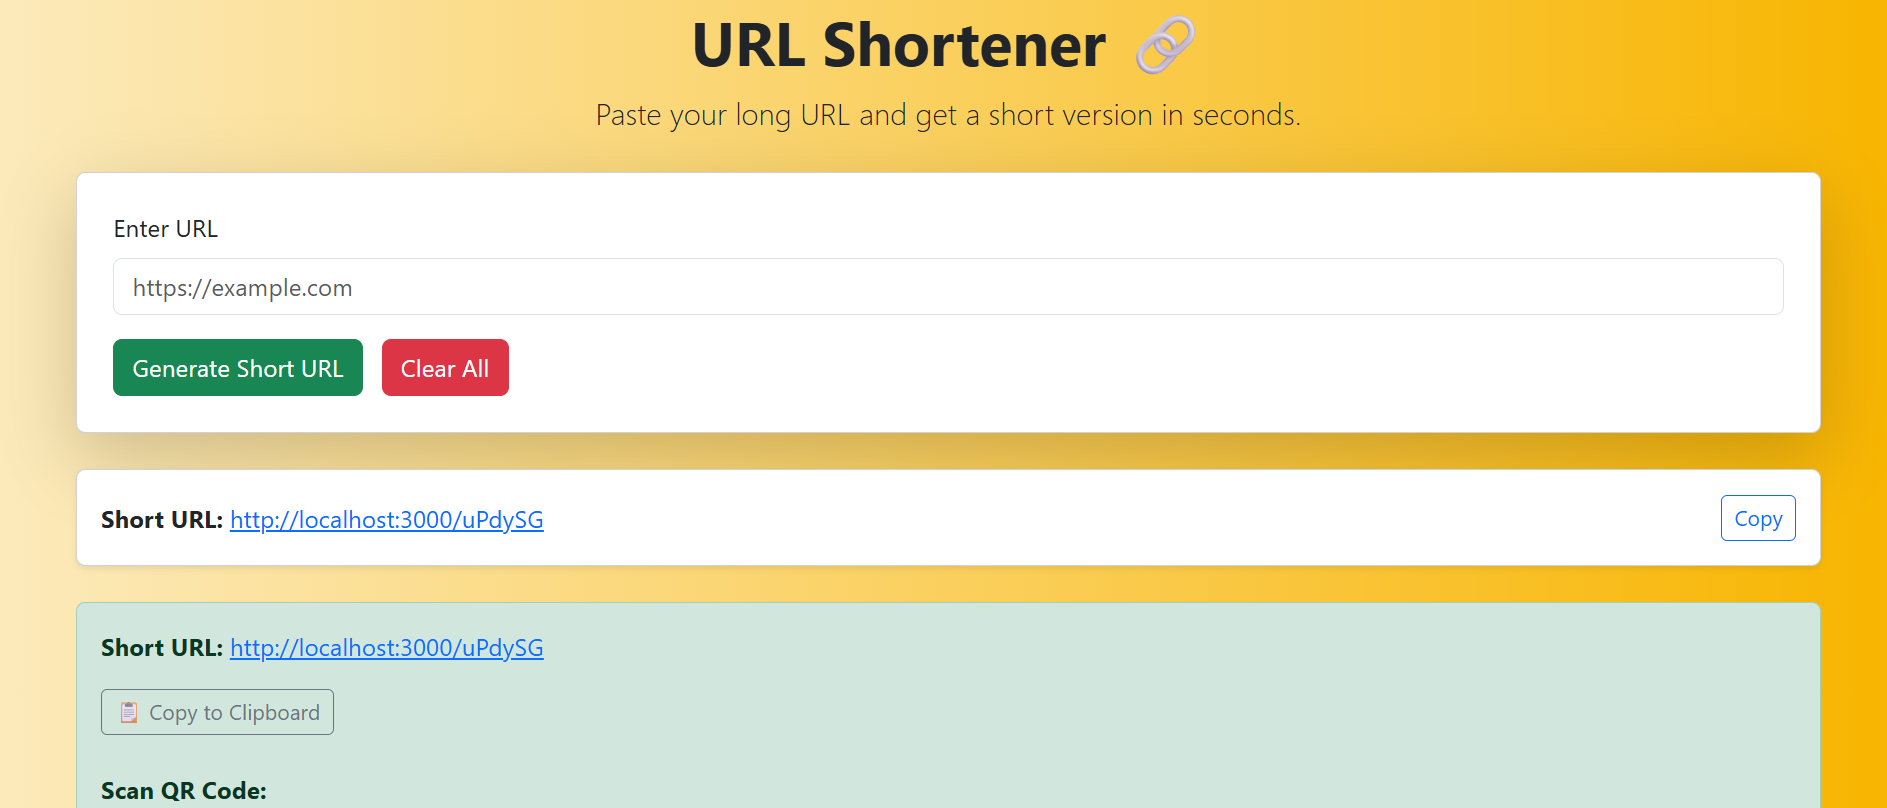 URL Shortener
Paste your long URL and get a short version in seconds.
Enter URL
https://example.com
Generate Short URL Clear All
Short URL: http://localhost:3000/uPdySG Copy
Short URL: http://localhost:3000/uPdySG
Copy to Clipboard
Scan QR Code: